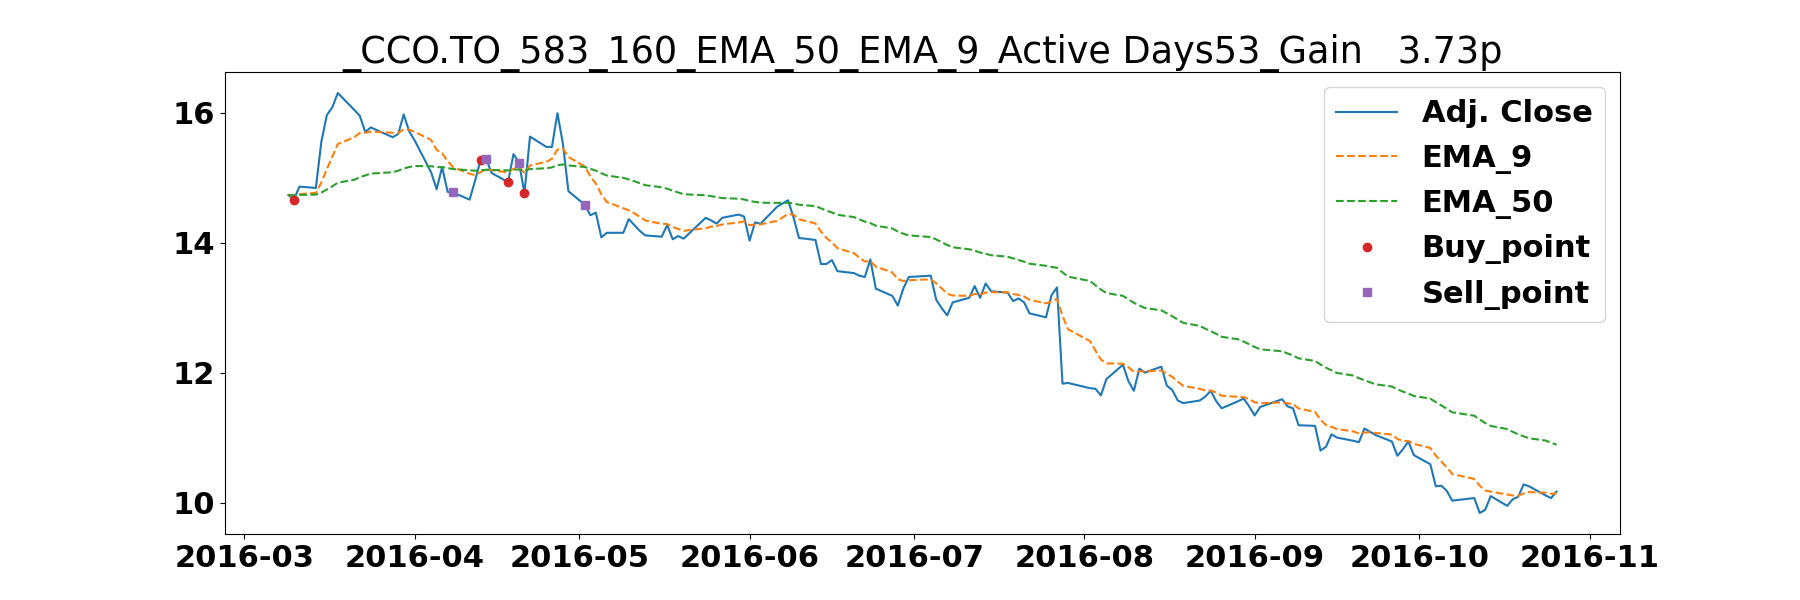 _CCO.TO_583_160_EMA_50_EMA_9_Active Days53_Gain   3.73p
16
14
12
10
Adj. Close
EMA_9
EMA_50
Buy_point
Sell_point
2016-03 2016-04 2016-05 2016-06 2016-07 2016-08 2016-09 2016-10 2016-11